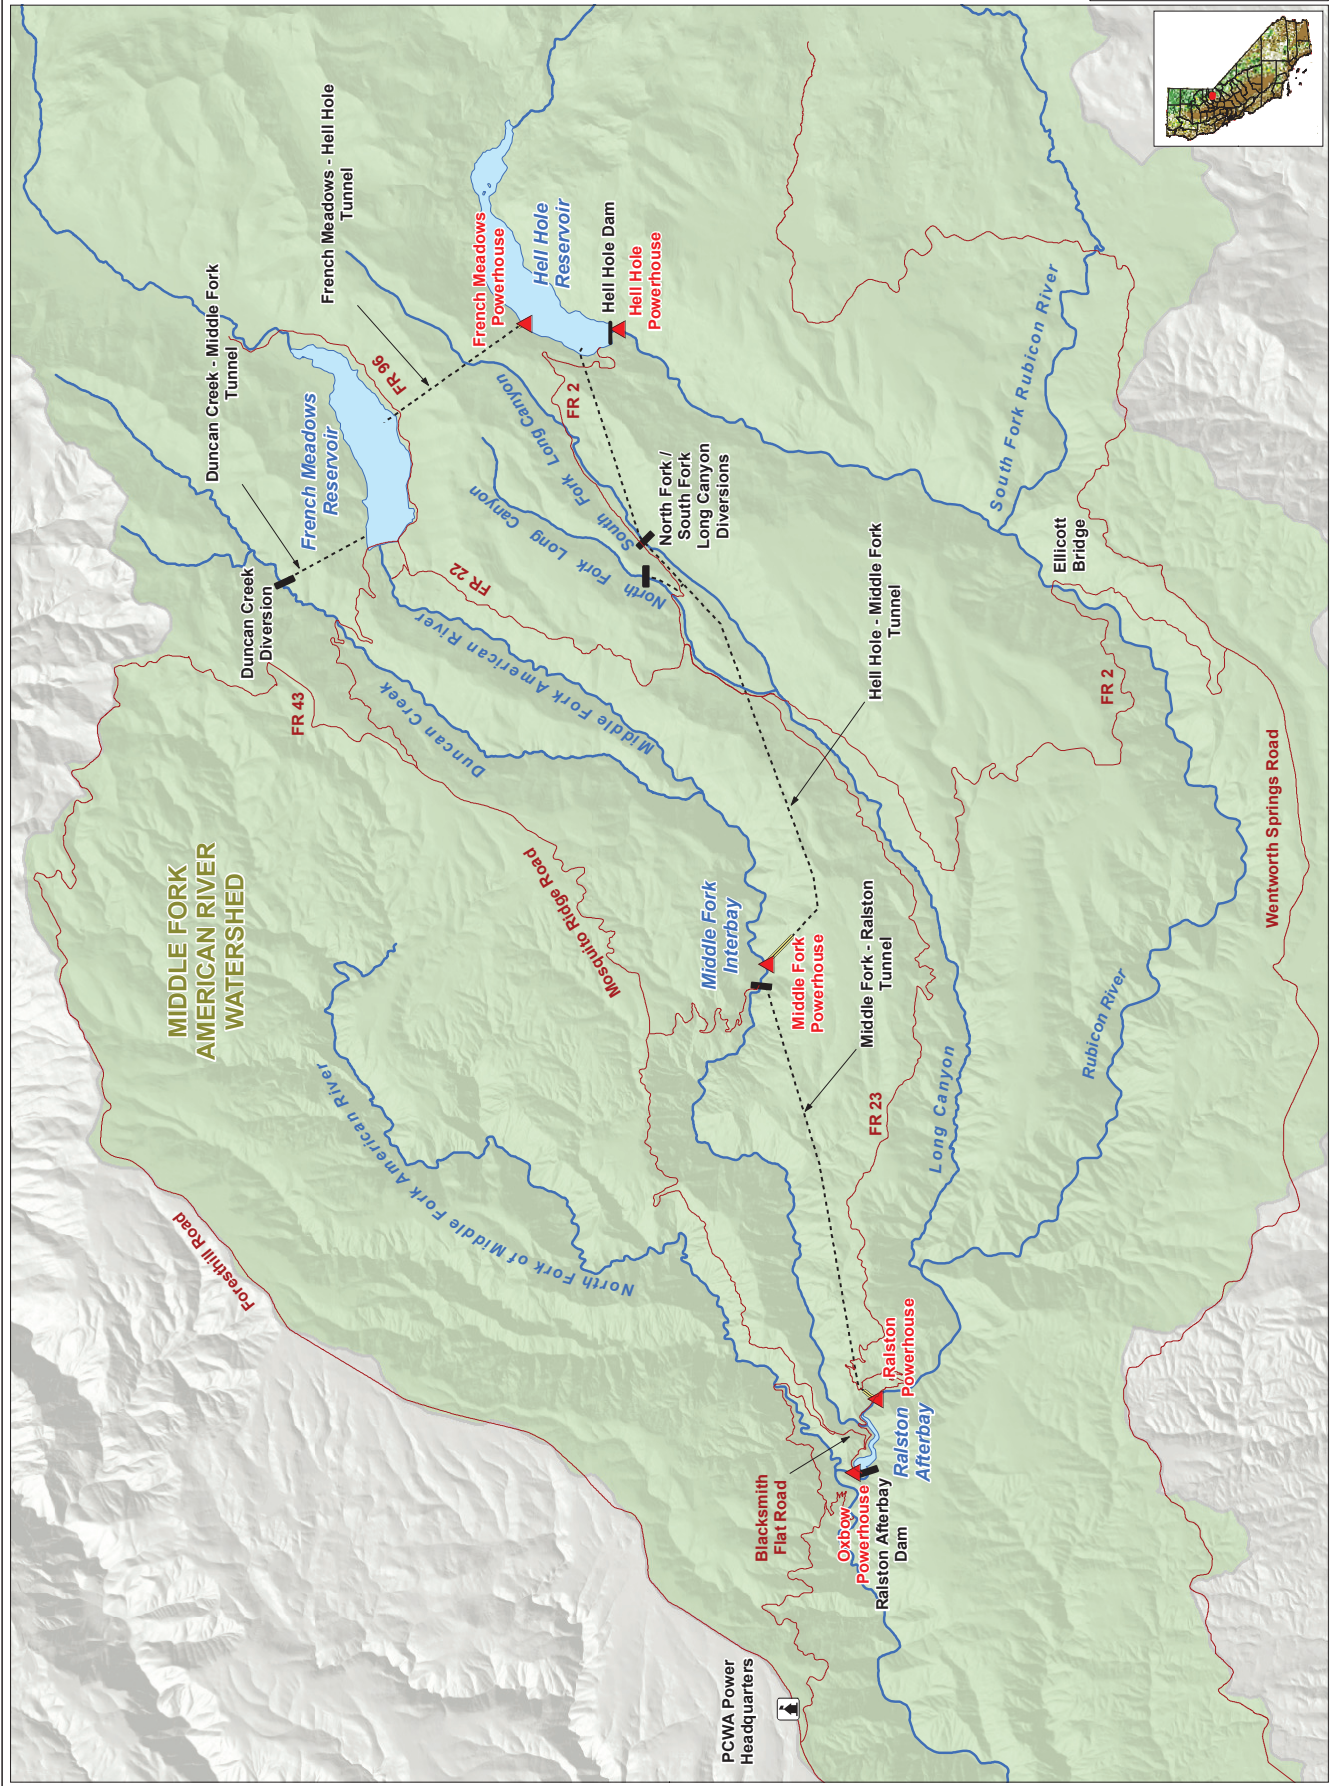 MIDDLE FORK
AMERICAN RIVER
WATERSHED
Foresthill Road
North Fork of Middle Fork American River
Mosquito Ridge Road
FR 43
Duncan Creek
Diversion
Duncan Creek - Middle Fork
Tunnel
French Meadows
Reservoir
FR 96
French Meadows - Hell Hole
Tunnel
Duncan Creek
Middle Fork American River
FR 22
North Fork Long Canyon
South Fork Long Canyon
FR 2
French Meadows
Powerhouse
Hell Hole
Reservoir
Hell Hole Dam
Hell Hole
Powerhouse
North Fork /
South Fork
Long Canyon
Diversions
Middle Fork
Interbay
Middle Fork
Powerhouse
Hell Hole - Middle Fork
Tunnel
Middle Fork - Ralston
Tunnel
FR 23
Long Canyon
Rubicon River
South Fork Rubicon River
Ellicott
Bridge
FR 2
Wentworth Springs Road
PCWA Power
Headquarters
Blacksmith
Flat Road
Oxbow
Powerhouse
Ralston Afterbay
Dam
Ralston
Afterbay
Ralston
Powerhouse